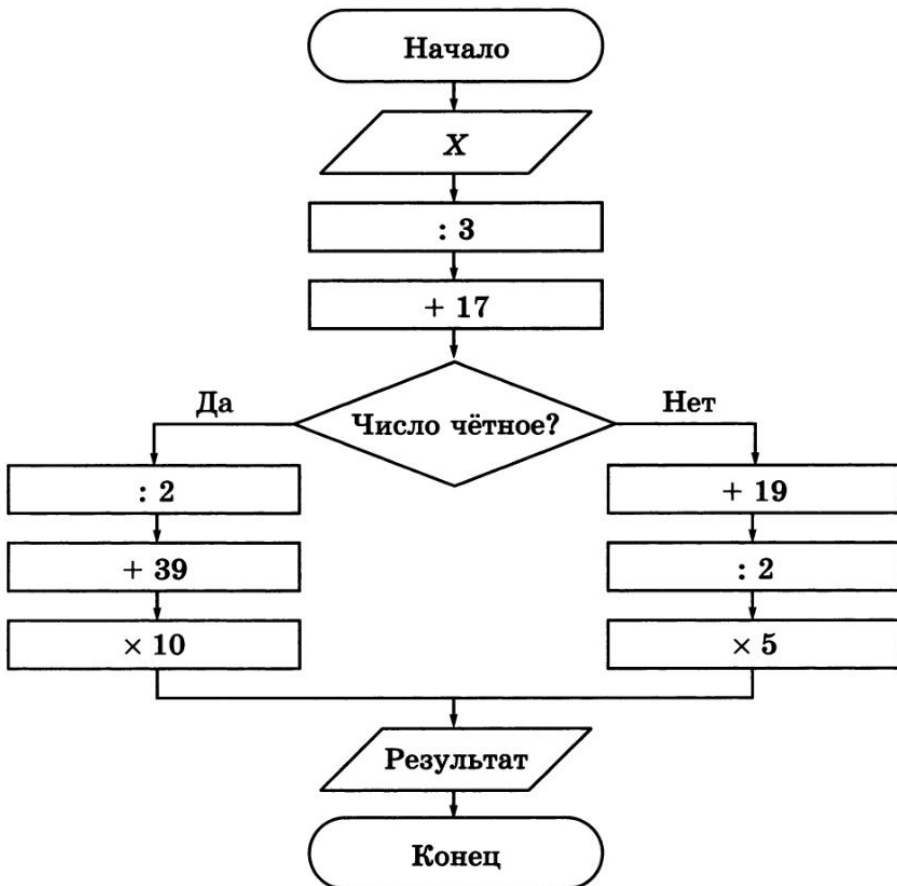 Начало
X
: 3
+ 17
Да
Число чётное?
Нет
: 2
+ 39
× 10
+ 19
: 2
× 5
Результат
Конец